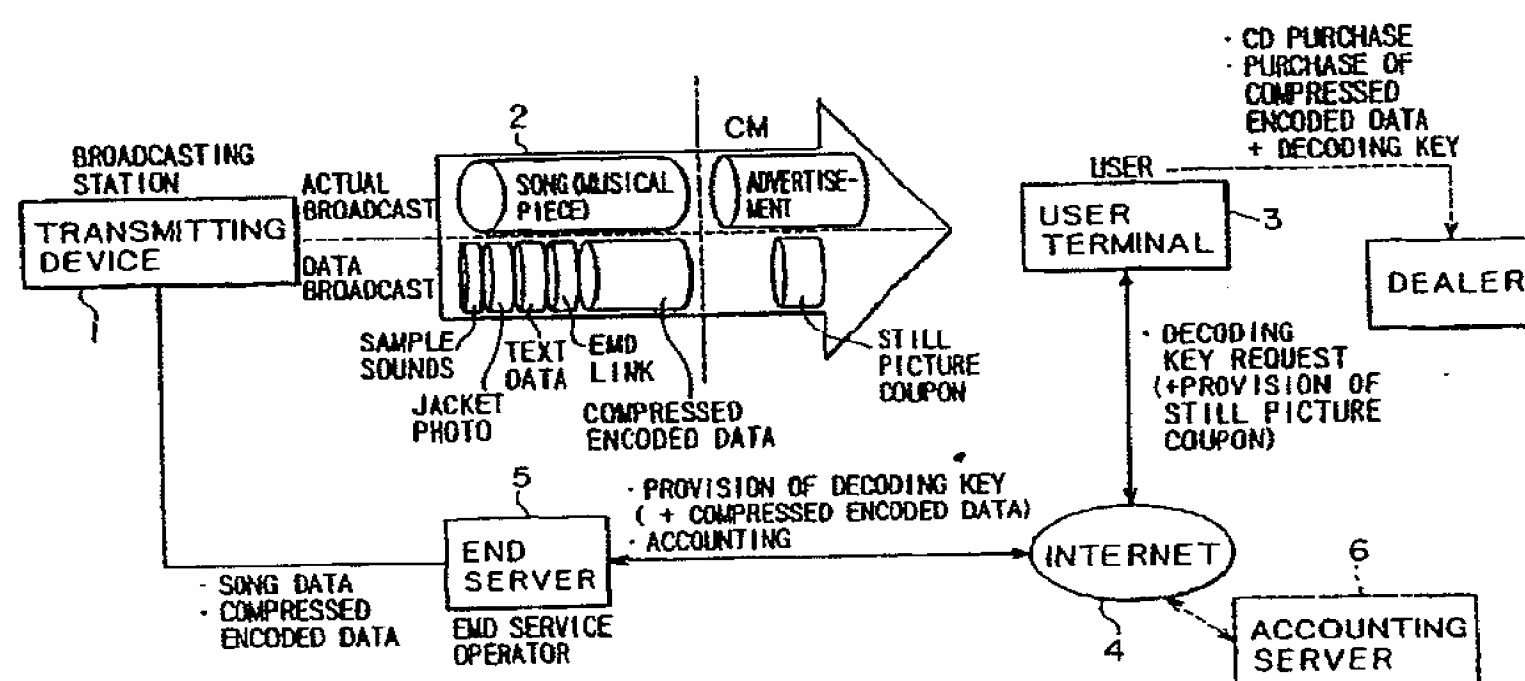 BROADCASTING
STATION
TRANSMITTING
DEVICE
1
ACTUAL
BROADCAST
DATA
BROADCAST
2
SONG(MUSICAL
PIECE)
CM
ADVERTISE-
MENT
SAMPLE
SOUNDS
JACKET
PHOTO
TEXT
DATA
EMD
LINK
COMPRESSED
ENCODED DATA
STILL
PICTURE
COUPON
· CD PURCHASE
· PURCHASE OF
COMPRESSED
ENCODED DATA
+ DECODING KEY
USER
USER
TERMINAL
3
DEALER
· DECODING
KEY REQUEST
(+PROVISION OF
STILL PICTURE
COUPON)
5
END
SERVER
EMD SERVICE
OPERATOR
· SONG DATA
· COMPRESSED
ENCODED DATA
· PROVISION OF DECODING KEY
( + COMPRESSED ENCODED DATA)
· ACCOUNTING
INTERNET
4
6
ACCOUNTING
SERVER